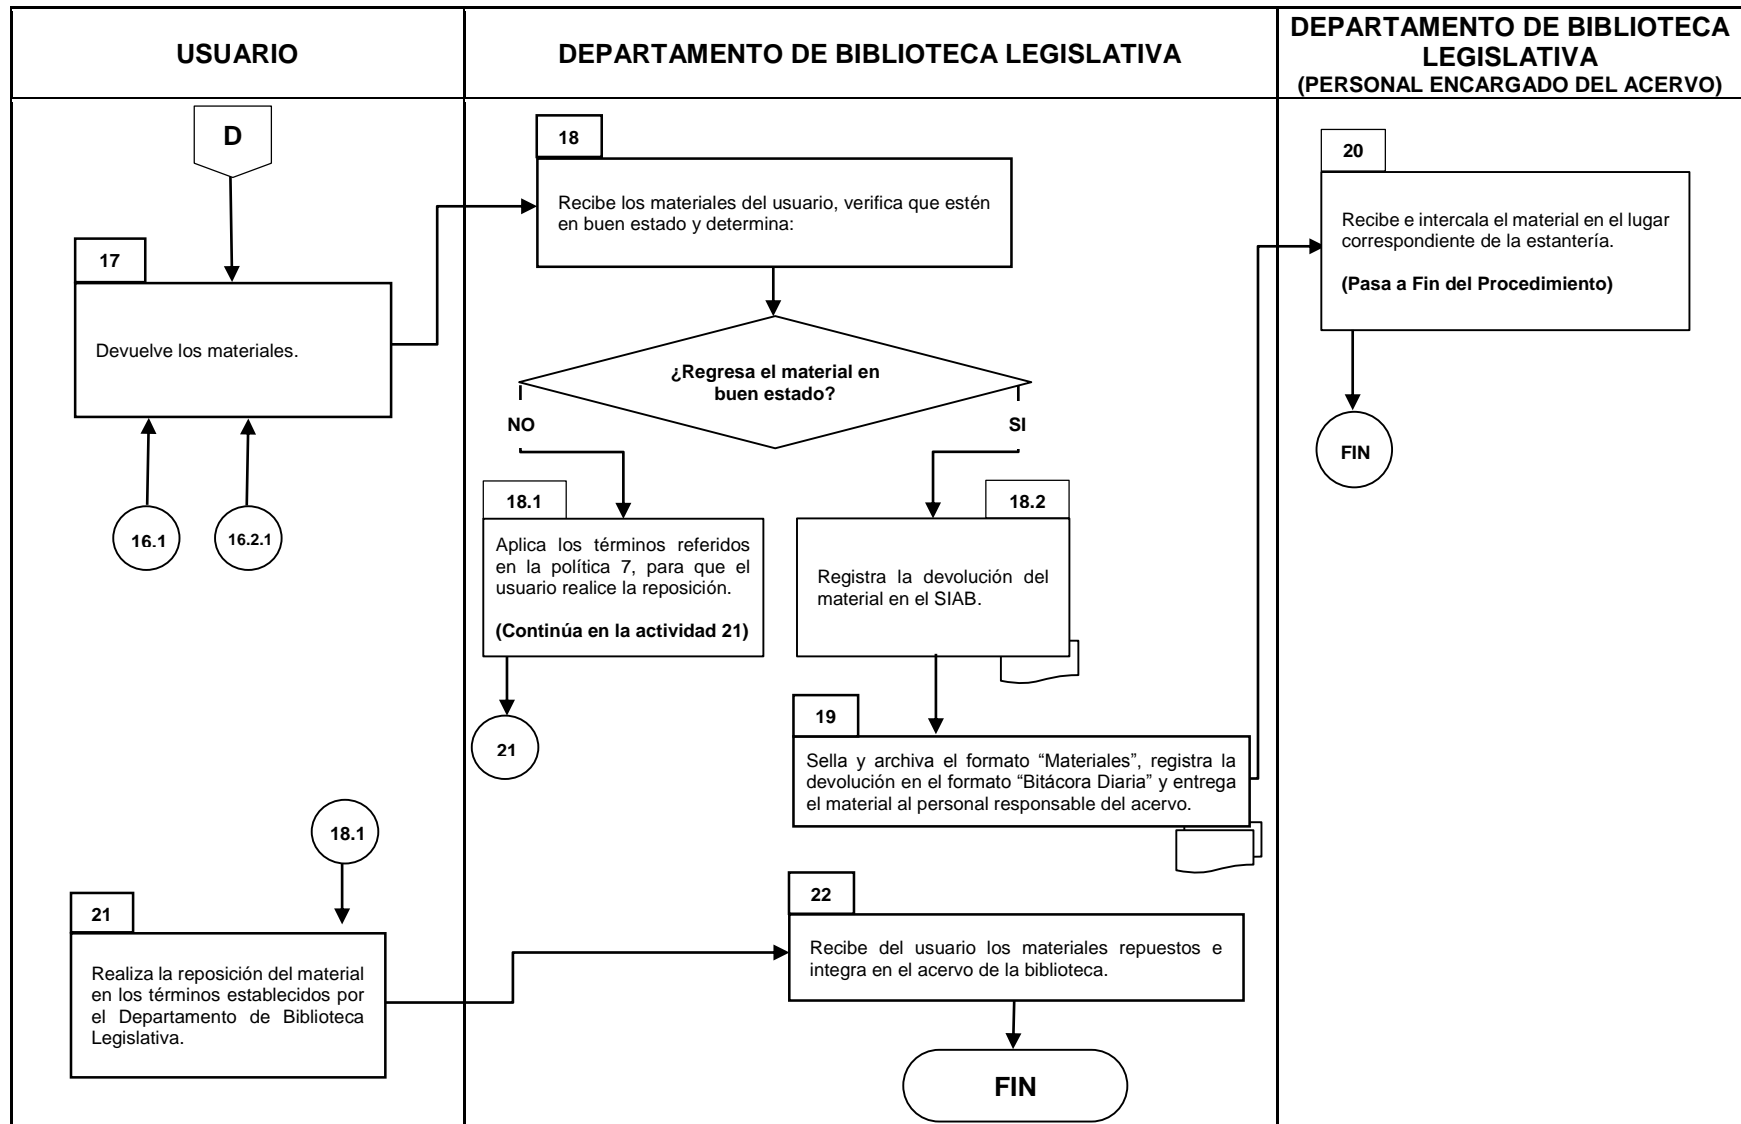 USUARIO
DEPARTAMENTO DE BIBLIOTECA LEGISLATIVA
DEPARTAMENTO DE BIBLIOTECA
LEGISLATIVA
(PERSONAL ENCARGADO DEL ACERVO)
D
17
Devuelve los materiales.
16.1
16.2.1
18
Recibe los materiales del usuario, verifica que estén
en buen estado y determina:
¿Regresa el material en
buen estado?
NO
SI
18.1
Aplica los términos referidos
en la política 7, para que el
usuario realice la reposición.
(Continúa en la actividad 21)
21
18.2
Registra la devolución del
material en el SIAB.
19
Sella y archiva el formato “Materiales”, registra la
devolución en el formato “Bitácora Diaria” y entrega
el material al personal responsable del acervo.
20
Recibe e intercala el material en el lugar
correspondiente de la estantería.
(Pasa a Fin del Procedimiento)
FIN
18.1
21
Realiza la reposición del material
en los términos establecidos por
el Departamento de Biblioteca
Legislativa.
22
Recibe del usuario los materiales repuestos e
integra en el acervo de la biblioteca.
FIN